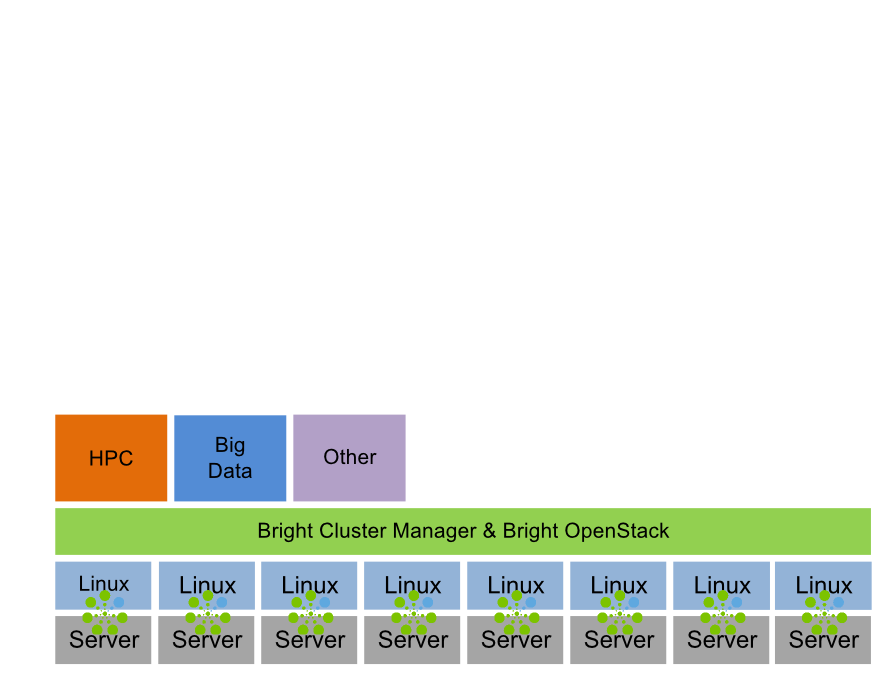 HPC
Big
Data
Other
Bright Cluster Manager & Bright OpenStack
Linux Linux Linux Linux Linux Linux Linux Linux
Server Server Server Server Server Server Server Server